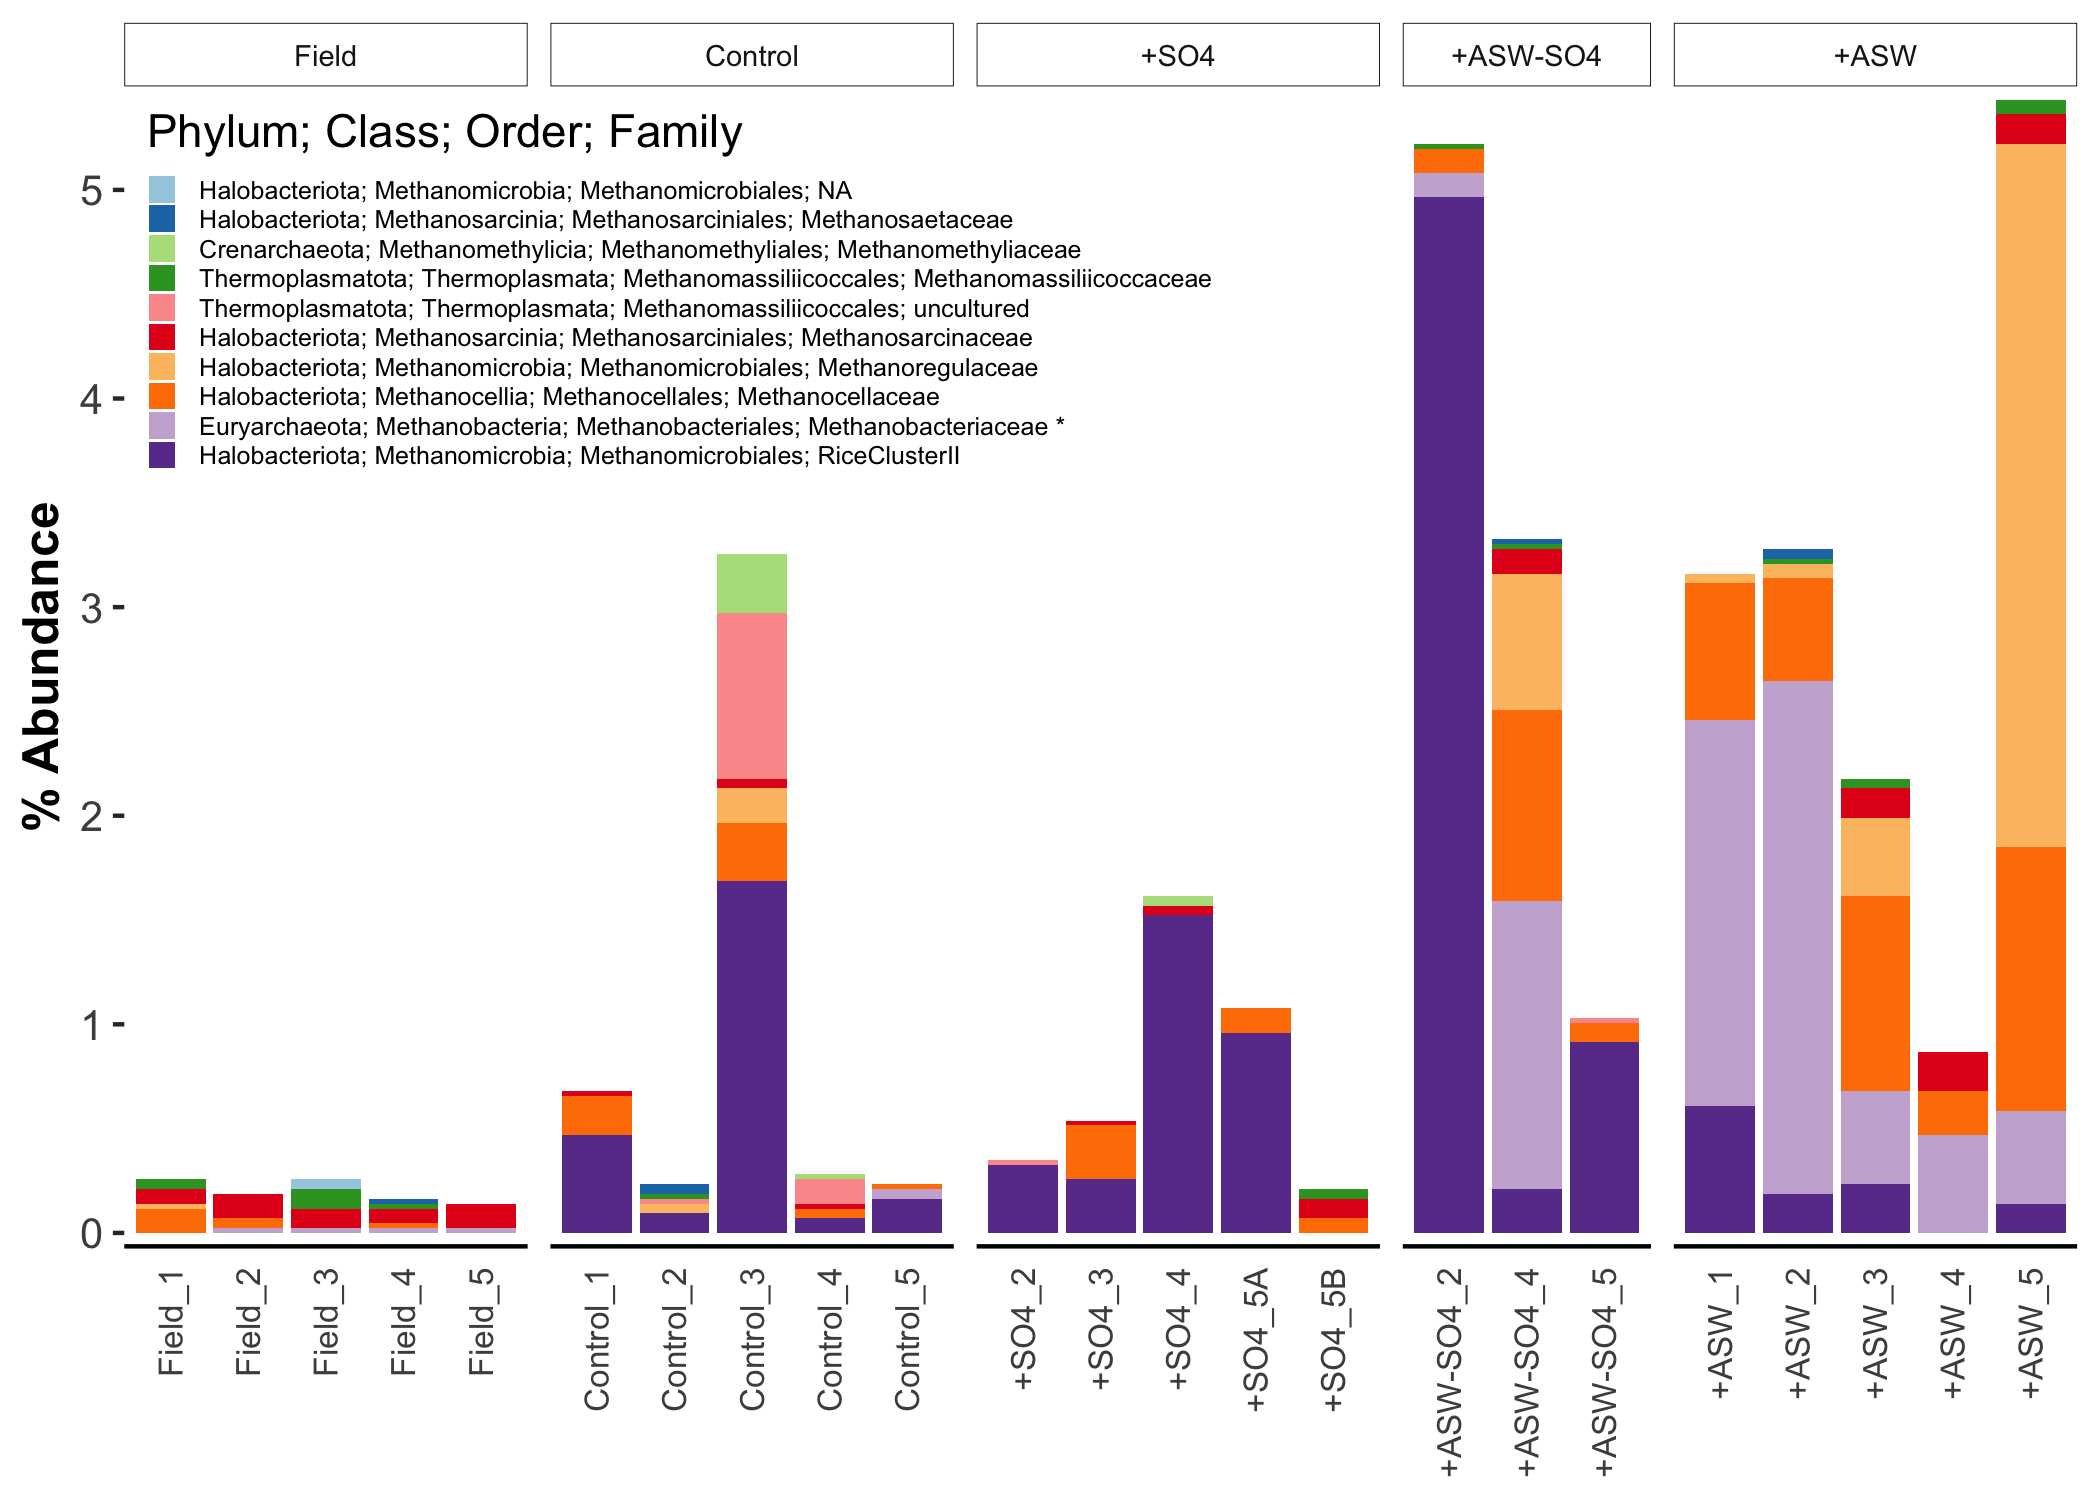 Field
Control
+SO4
+ASW-SO4
+ASW
Phylum; Class; Order; Family
Halobacteriota; Methanomicrobia; Methanomicrobiales; NA
Halobacteriota; Methanosarcinia; Methanosarciniales; Methanosaetaceae
Crenarchaeota; Methanomethylicia; Methanomethyliales; Methanomethyliaceae
Thermoplasmatota; Thermoplasmata; Methanomassiliicoccales; Methanomassiliicoccaceae
Thermoplasmatota; Thermoplasmata; Methanomassiliicoccales; uncultured
Halobacteriota; Methanosarcinia; Methanosarciniales; Methanosarcinaceae
Halobacteriota; Methanomicrobia; Methanomicrobiales; Methanoregulaceae
Halobacteriota; Methanocellia; Methanocellales; Methanocellaceae
Euryarchaeota; Methanobacteria; Methanobacteriales; Methanobacteriaceae *
Halobacteriota; Methanomicrobia; Methanomicrobiales; RiceClusterII
% Abundance
5
4
3
2
1
0
Field_1
Field_2
Field_3
Field_4
Field_5
Control_1
Control_2
Control_3
Control_4
Control_5
+SO4_2
+SO4_3
+SO4_4
+SO4_5A
+SO4_5B
+ASW-SO4_2
+ASW-SO4_4
+ASW-SO4_5
+ASW_1
+ASW_2
+ASW_3
+ASW_4
+ASW_5